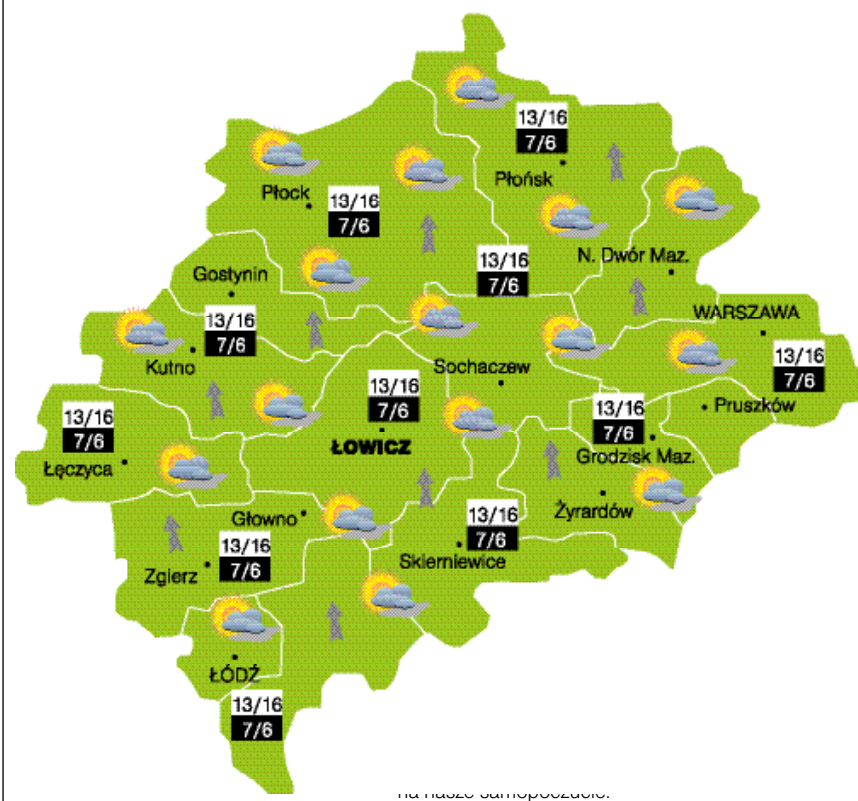 13/16
7/6
Płońsk
Płock
13/16
7/6
N. Dwór Maz.
13/16
7/6
Gostynin
WARSZAWA
13/16
7/6
Kutno
Sochaczew
13/16
7/6
13/16
7/6
ŁOWICZ
Pruszków
13/16
7/6
13/16
7/6
Łęczyca
Grodzisk Maz.
Żyrardów
Głowno
13/16
7/6
Skierniewice
13/16
7/6
Zgierz
ŁÓDŹ
13/16
7/6
na nasze samopoczucie.